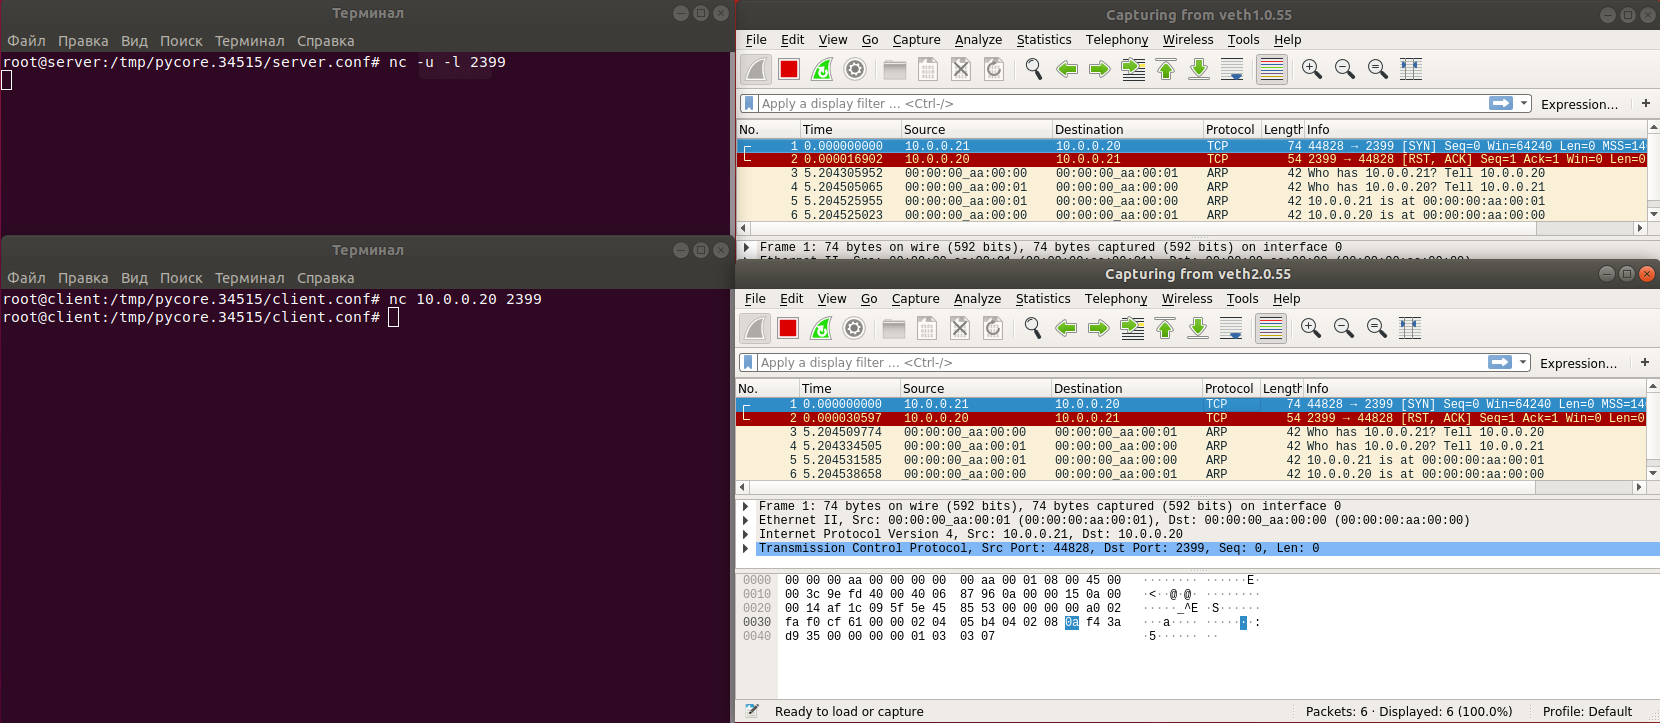 Терминал
Файл Правка Вид Поиск Терминал Справка
root@server:/tmp/pycore.34515/server.conf# nc -u -l 2399
Терминал
Файл Правка Вид Поиск Терминал Справка
root@client:/tmp/pycore.34515/client.conf# nc 10.0.0.20 2399
root@client:/tmp/pycore.34515/client.conf#
Capturing from veth1.0.55
File Edit View Go Capture Analyze Statistics Telephony Wireless Tools Help
Apply a display filter ... <Ctrl-/> Expression... +
No. Time Source Destination Protocol Length Info
1 0.000000000 10.0.0.21 10.0.0.20 TCP 74 44828 → 2399 [SYN] Seq=0 Win=64240 Len=0 MSS=14
2 0.000016902 10.0.0.20 10.0.0.21 TCP 54 2399 → 44828 [RST, ACK] Seq=1 Ack=1 Win=0 Len=0
3 5.204305952 00:00:00_aa:00:00 00:00:00_aa:00:01 ARP 42 Who has 10.0.0.21? Tell 10.0.0.20
4 5.204505065 00:00:00_aa:00:01 00:00:00_aa:00:00 ARP 42 Who has 10.0.0.20? Tell 10.0.0.21
5 5.204525955 00:00:00_aa:00:01 00:00:00_aa:00:00 ARP 42 10.0.0.21 is at 00:00:00:aa:00:01
6 5.204525023 00:00:00_aa:00:00 00:00:00_aa:00:01 ARP 42 10.0.0.20 is at 00:00:00:aa:00:00
Frame 1: 74 bytes on wire (592 bits), 74 bytes captured (592 bits) on interface 0
Capturing from veth2.0.55
File Edit View Go Capture Analyze Statistics Telephony Wireless Tools Help
Apply a display filter ... <Ctrl-/> Expression... +
No. Time Source Destination Protocol Length Info
1 0.000000000 10.0.0.21 10.0.0.20 TCP 74 44828 → 2399 [SYN] Seq=0 Win=64240 Len=0 MSS=14
2 0.000030597 10.0.0.20 10.0.0.21 TCP 54 2399 → 44828 [RST, ACK] Seq=1 Ack=1 Win=0 Len=0
3 5.204509774 00:00:00_aa:00:00 00:00:00_aa:00:01 ARP 42 Who has 10.0.0.21? Tell 10.0.0.20
4 5.204334505 00:00:00_aa:00:01 00:00:00_aa:00:00 ARP 42 Who has 10.0.0.20? Tell 10.0.0.21
5 5.204531585 00:00:00_aa:00:01 00:00:00_aa:00:00 ARP 42 10.0.0.21 is at 00:00:00:aa:00:01
6 5.204538658 00:00:00_aa:00:00 00:00:00_aa:00:01 ARP 42 10.0.0.20 is at 00:00:00:aa:00:00
Frame 1: 74 bytes on wire (592 bits), 74 bytes captured (592 bits) on interface 0
Ethernet II, Src: 00:00:00_aa:00:01 (00:00:00:aa:00:01), Dst: 00:00:00_aa:00:00 (00:00:00:aa:00:00)
Internet Protocol Version 4, Src: 10.0.0.21, Dst: 10.0.0.20
Transmission Control Protocol, Src Port: 44828, Dst Port: 2399, Seq: 0, Len: 0
0000 00 00 00 aa 00 00 00 00 00 aa 00 01 08 00 45 00 ········ ······E·
0010 00 3c 9e fd 40 00 40 06 87 96 0a 00 00 15 0a 00 ·<··@·@· ········
0020 00 14 af 1c 09 5f 5e 45 85 53 00 00 00 00 a0 02 ·····_^E ·S······
0030 fa f0 cf 61 00 00 02 04 05 b4 04 02 08 0a f4 3a ···a···· ·······:
0040 d9 35 00 00 00 00 01 03 03 07 ·5······ ··
Ready to load or capture Packets: 6 · Displayed: 6 (100.0%) Profile: Default